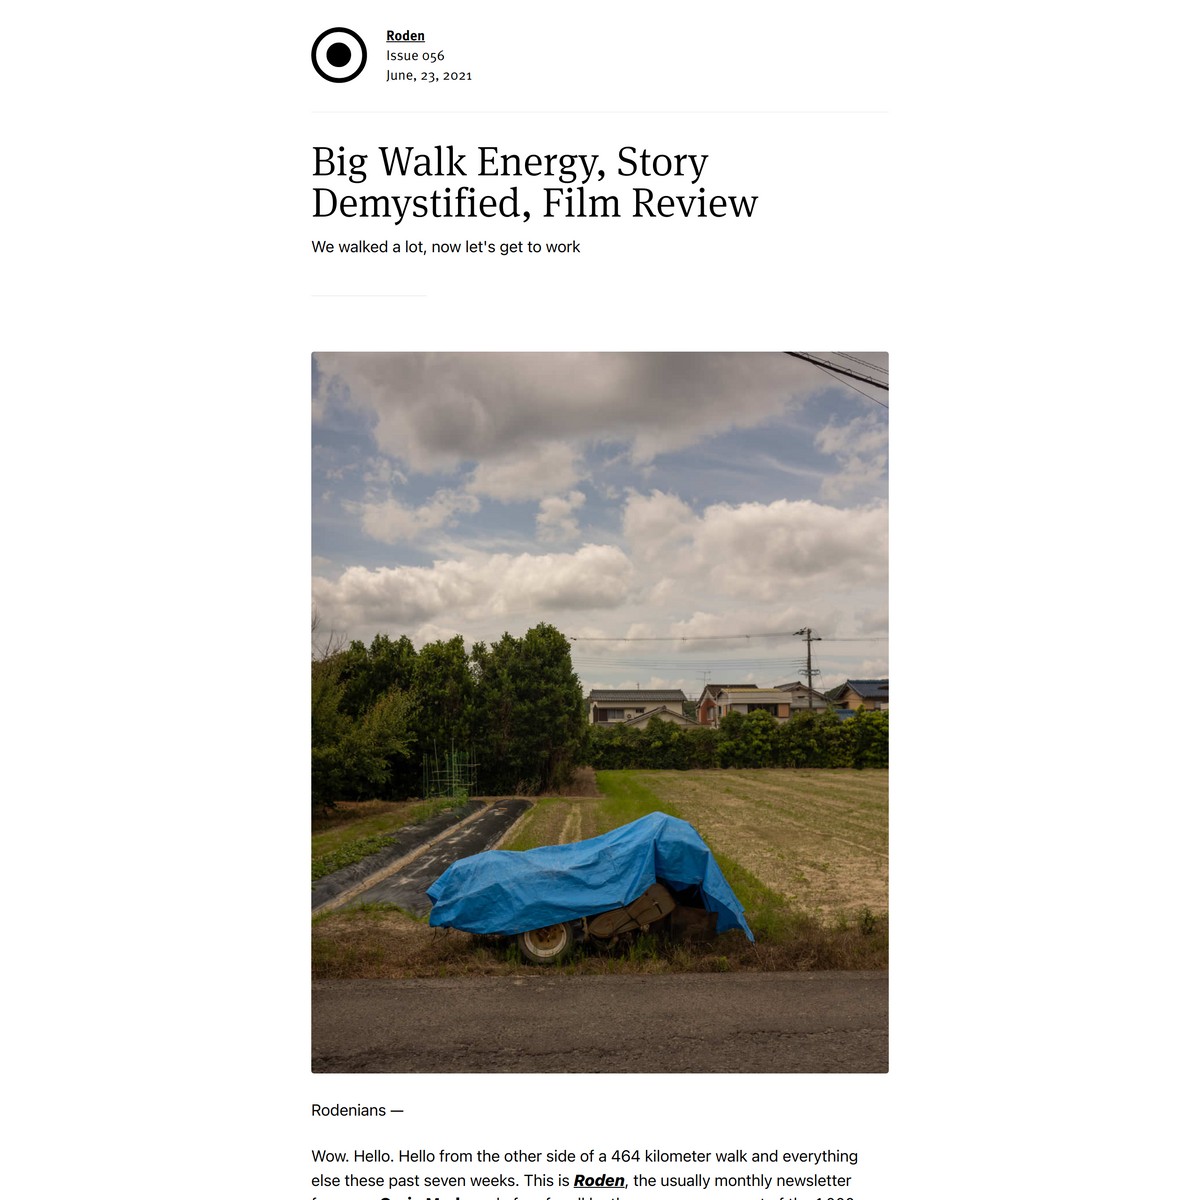 Roden
Issue 056
June, 23, 2021
Big Walk Energy, Story
Demystified, Film Review
We walked a lot, now let's get to work
Rodenians —
Wow. Hello. Hello from the other side of a 464 kilometer walk and everything
else these past seven weeks. This is Roden, the usually monthly newsletter